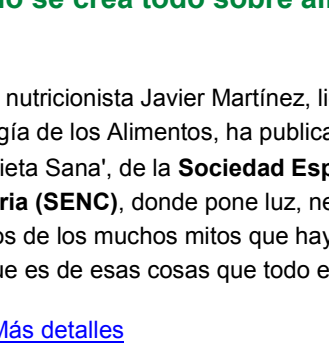 no se crea todo sobre ali
nutricionista Javier Martínez, li
gía de los Alimentos, ha publica
ieta Sana', de la Sociedad Esp
ria (SENC), donde pone luz, ne
os de los muchos mitos que hay
ue es de esas cosas que todo e
Más detalles